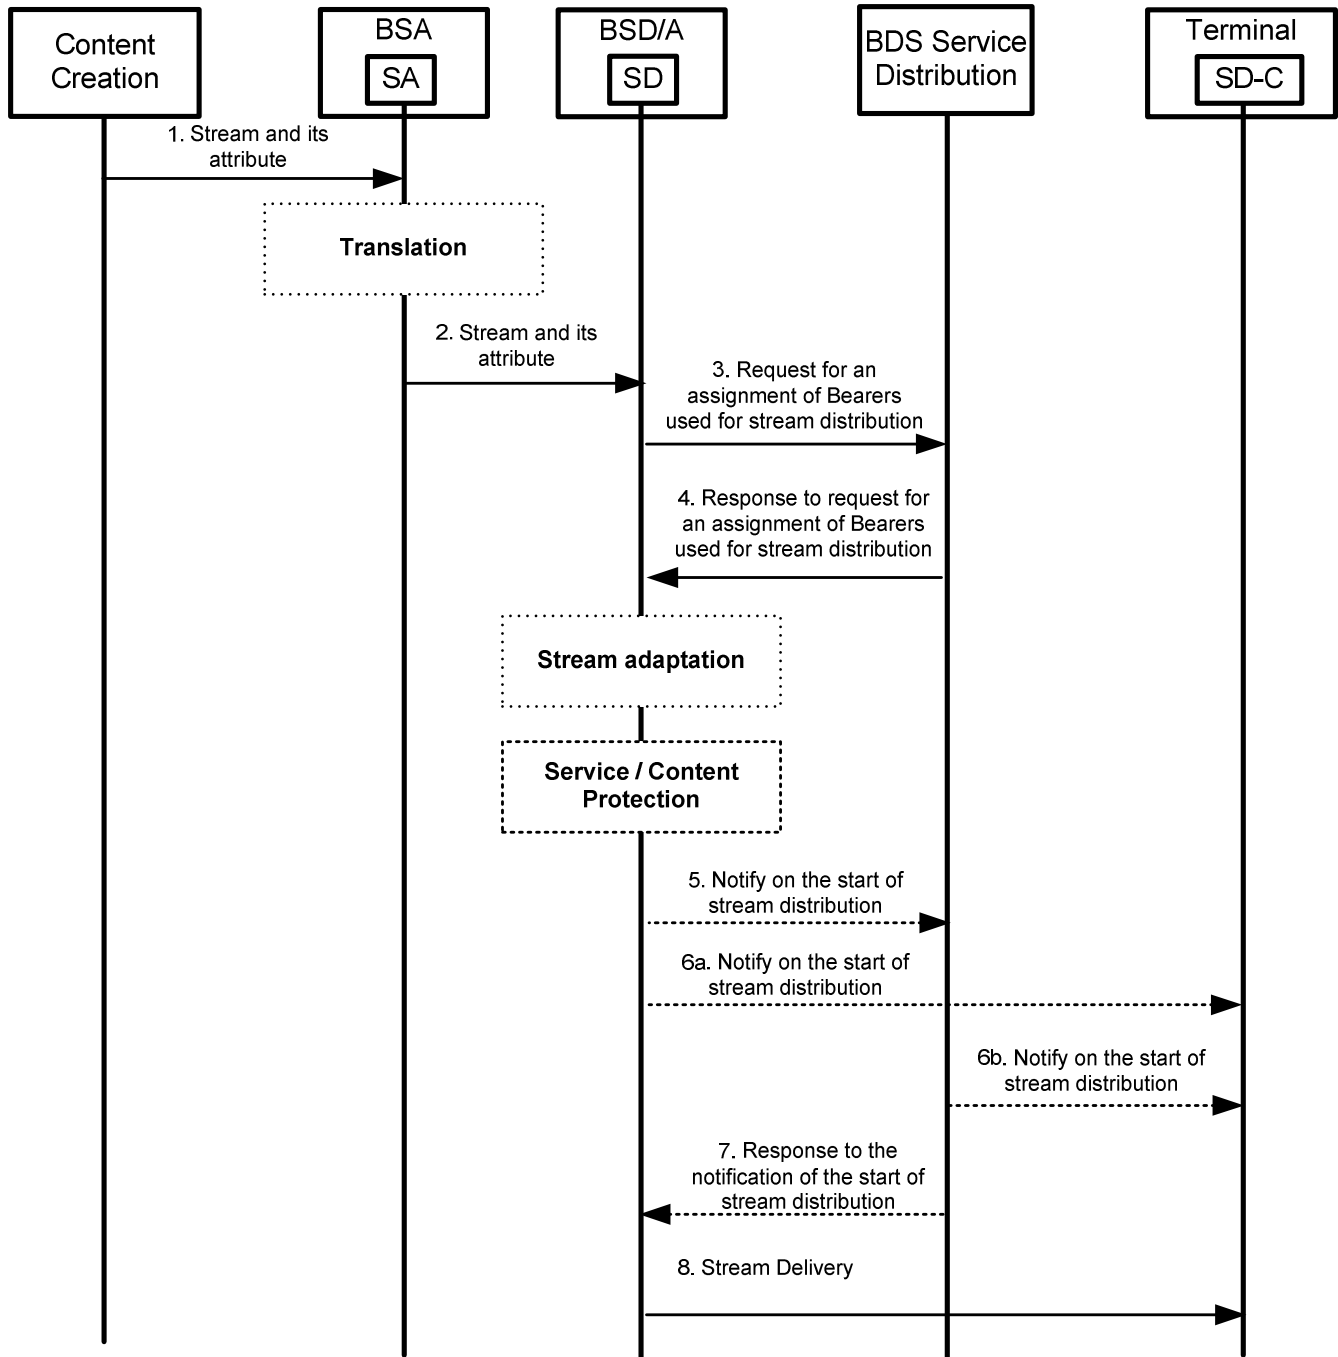 Content
Creation
BSA
SA
BSD/A
SD
BDS Service
Distribution
Terminal
SD-C
1. Stream and its
attribute
Translation
2. Stream and its
attribute
3. Request for an
assignment of Bearers
used for stream distribution
4. Response to request for
an assignment of Bearers
used for stream distribution
Stream adaptation
Service / Content
Protection
5. Notify on the start of
stream distribution
6a. Notify on the start of
stream distribution
6b. Notify on the start of
stream distribution
7. Response to the
notification of the start of
stream distribution
8. Stream Delivery